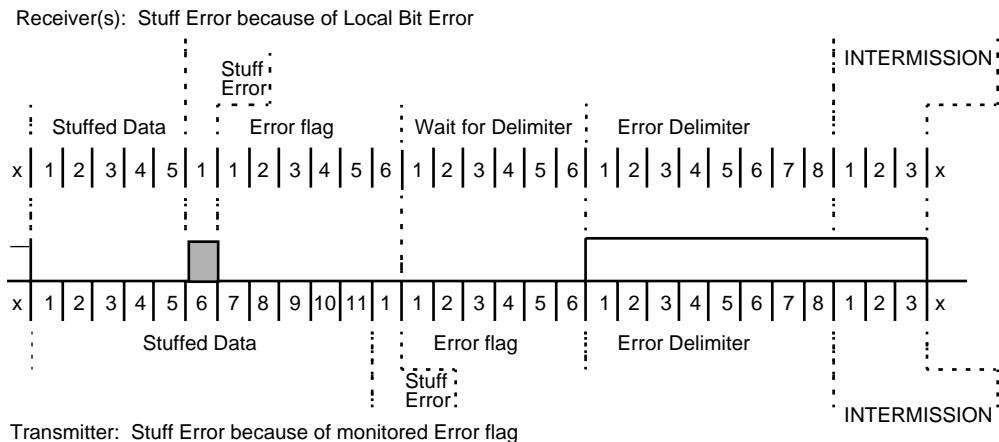 Receiver(s): Stuff Error because of Local Bit Error
INTERMISSION
Stuff
Error
Stuffed Data Error flag Wait for Delimiter Error Delimiter
x 1 2 3 4 5 1 1 2 3 4 5 6 1 2 3 4 5 6 1 2 3 4 5 6 7 8 1 2 3 x
x 1 2 3 4 5 6 7 8 9 10 11 1 1 2 3 4 5 6 1 2 3 4 5 6 7 8 1 2 3 x
Stuffed Data Error flag Error Delimiter
Stuff
Error
INTERMISSION
Transmitter: Stuff Error because of monitored Error flag